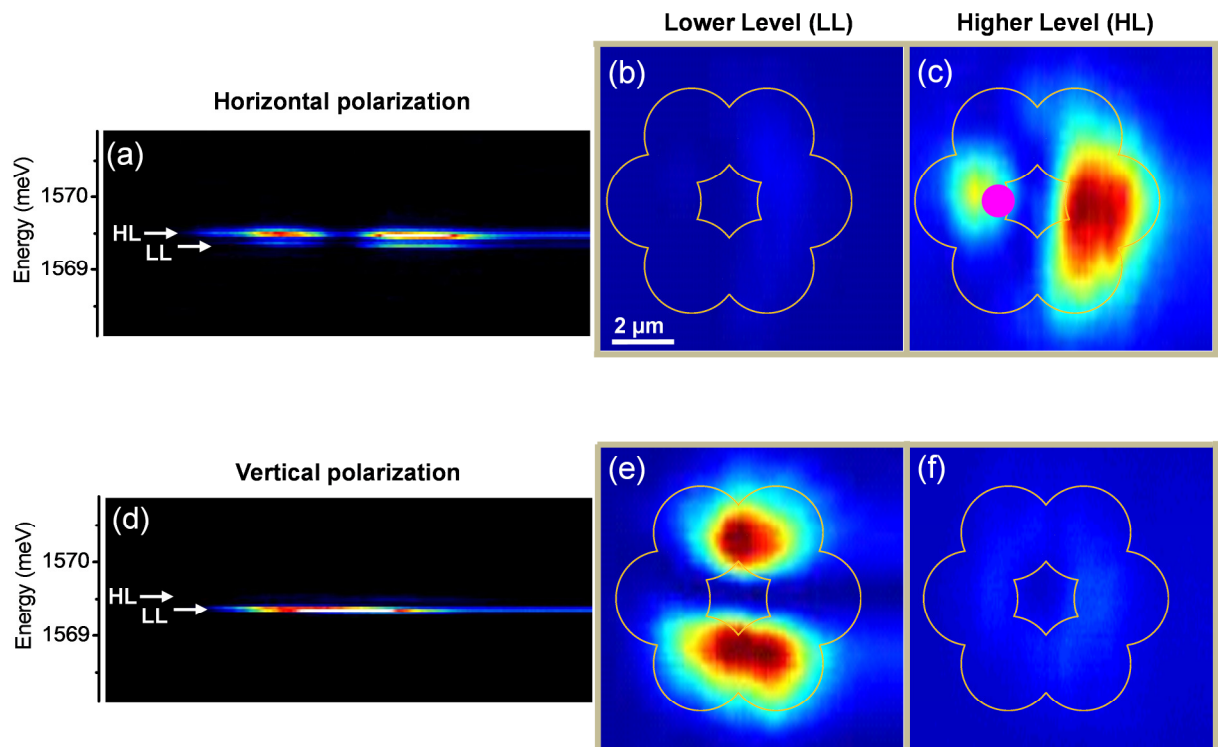 Lower Level (LL)
Higher Level (HL)
Horizontal polarization
(a)
(b)
(c)
Energy (meV)
1570
HL
LL
1569
2 µm
Vertical polarization
(d)
(e)
(f)
Energy (meV)
1570
HL
LL
1569